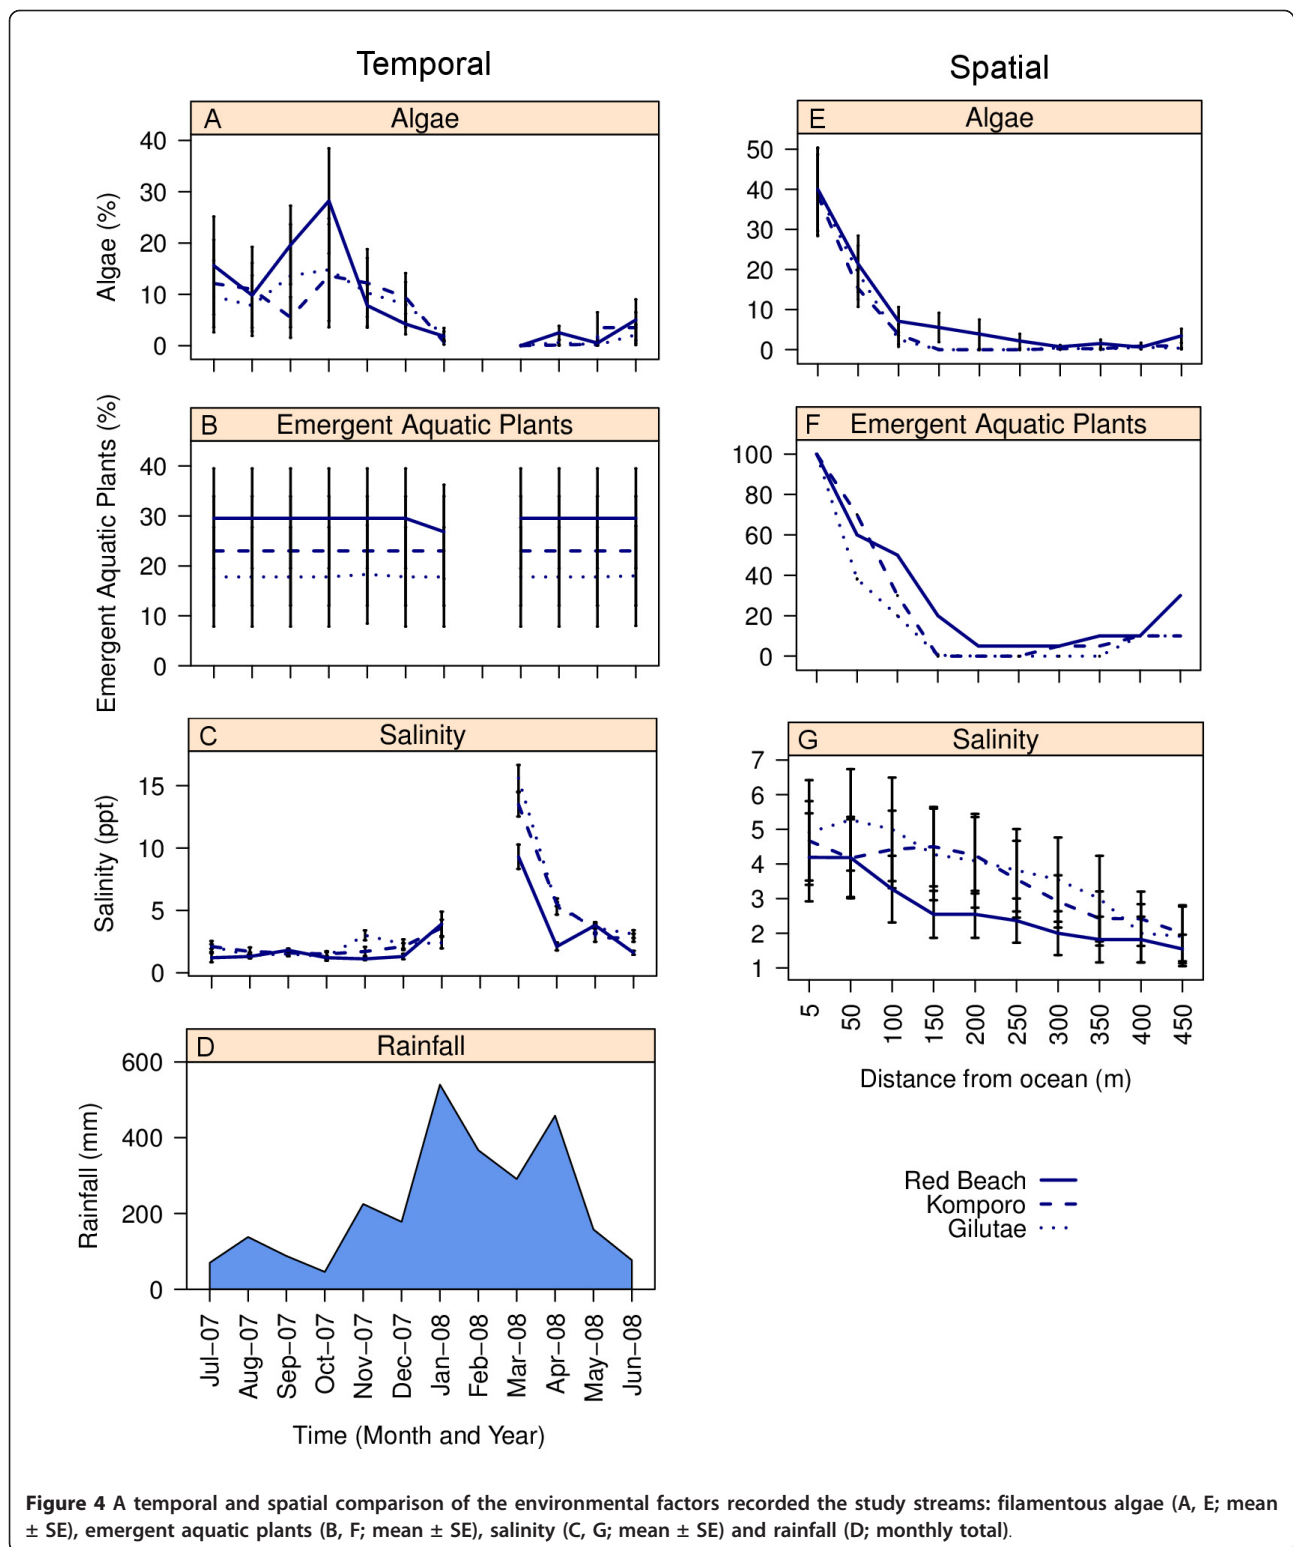 Temporal
Spatial
A Algae
Algae (%)
40
30
20
10
0
B Emergent Aquatic Plants
Emergent Aquatic Plants (%)
40
30
20
10
0
C Salinity
Salinity (ppt)
15
10
5
0
D Rainfall
Rainfall (mm)
600
400
200
0
Jul–07
Aug–07
Sep–07
Oct–07
Nov–07
Dec–07
Jan–08
Feb–08
Mar–08
Apr–08
May–08
Jun–08
Time (Month and Year)
E Algae
50
40
30
20
10
0
F Emergent Aquatic Plants
100
80
60
40
20
0
G Salinity
7
6
5
4
3
2
1
5
50
100
150
200
250
300
350
400
450
Distance from ocean (m)
Red Beach
Komporo
Gilutae
Figure 4 A temporal and spatial comparison of the environmental factors recorded the study streams: filamentous algae (A, E; mean
± SE), emergent aquatic plants (B, F; mean ± SE), salinity (C, G; mean ± SE) and rainfall (D; monthly total).